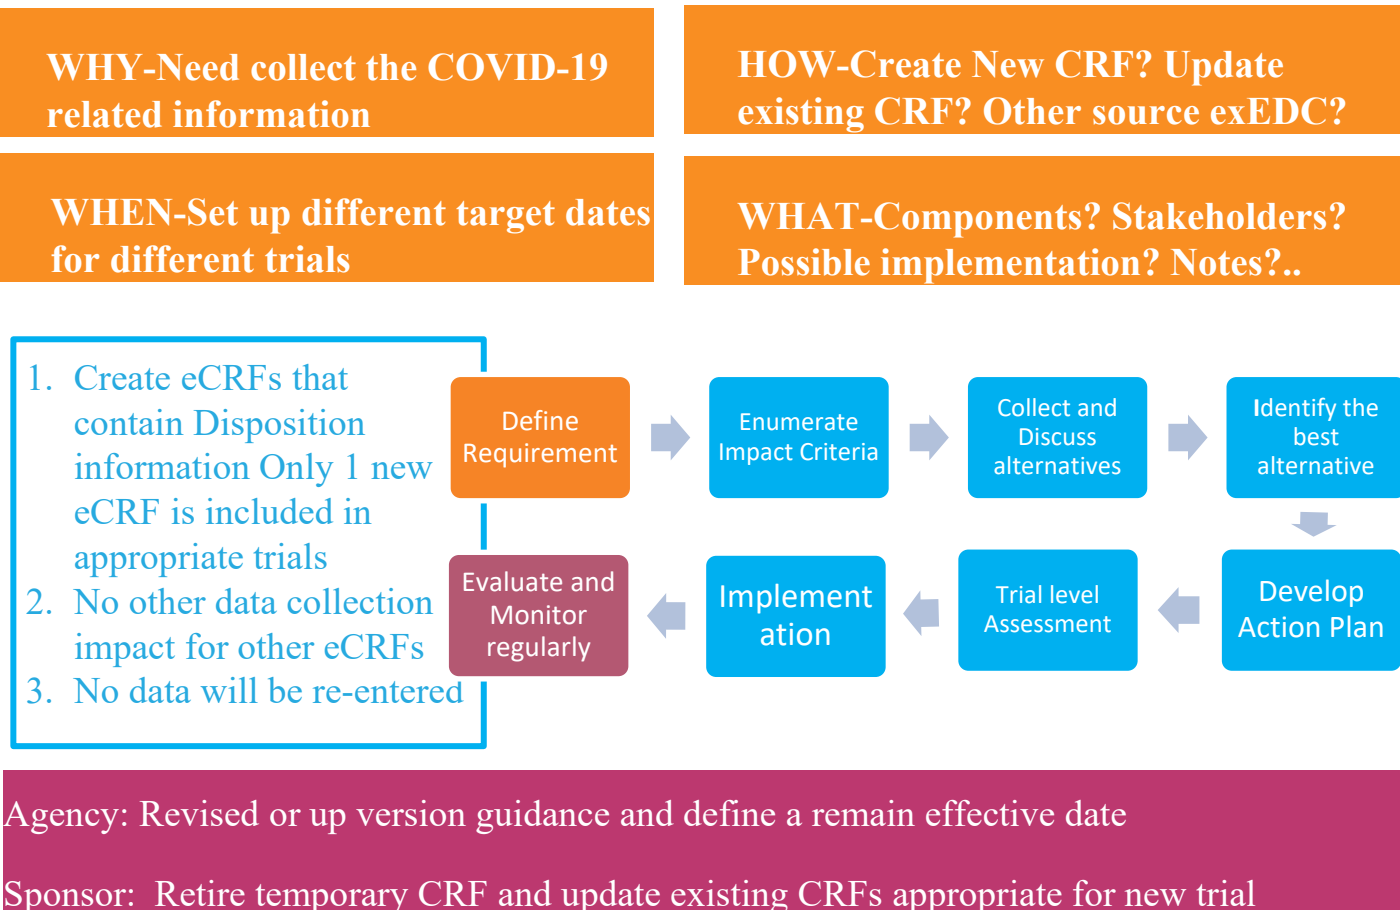 WHY-Need collect the COVID-19
related information
HOW-Create New CRF? Update
existing CRF? Other source exEDC?
WHEN-Set up different target dates
for different trials
WHAT-Components? Stakeholders?
Possible implementation? Notes?..
1. Create eCRFs that
contain Disposition
information Only 1 new
eCRF is included in
appropriate trials
2. No other data collection
impact for other eCRFs
3. No data will be re-entered
Define
Requirement
Enumerate
Impact Criteria
Collect and
Discuss
alternatives
Identify the
best
alternative
Develop
Action Plan
Trial level
Assessment
Implement
ation
Evaluate and
Monitor
regularly
Agency: Revised or up version guidance and define a remain effective date
Sponsor: Retire temporary CRF and update existing CRFs appropriate for new trial